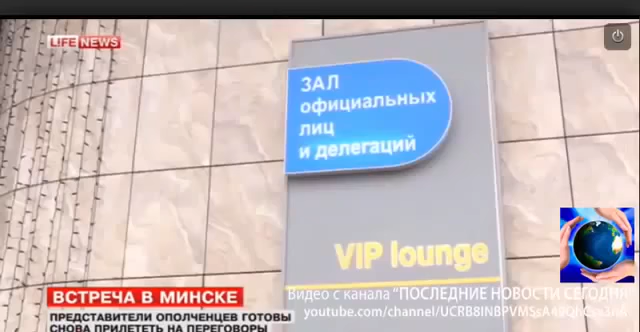 LIFE NEWS
ЗАЛ
официальных
лиц
и делегаций
VIP lounge
ВСТРЕЧА В МИНСКЕ
ПРЕДСТАВИТЕЛИ ОПОЛЧЕНЦЕВ ГОТОВЫ
СНОВА ПРИЛЕТЕТЬ НА ПЕРЕГОВОРЫ
Видео с канала "ПОСЛЕДНИЕ НОВОСТИ СЕГОДНЯ"